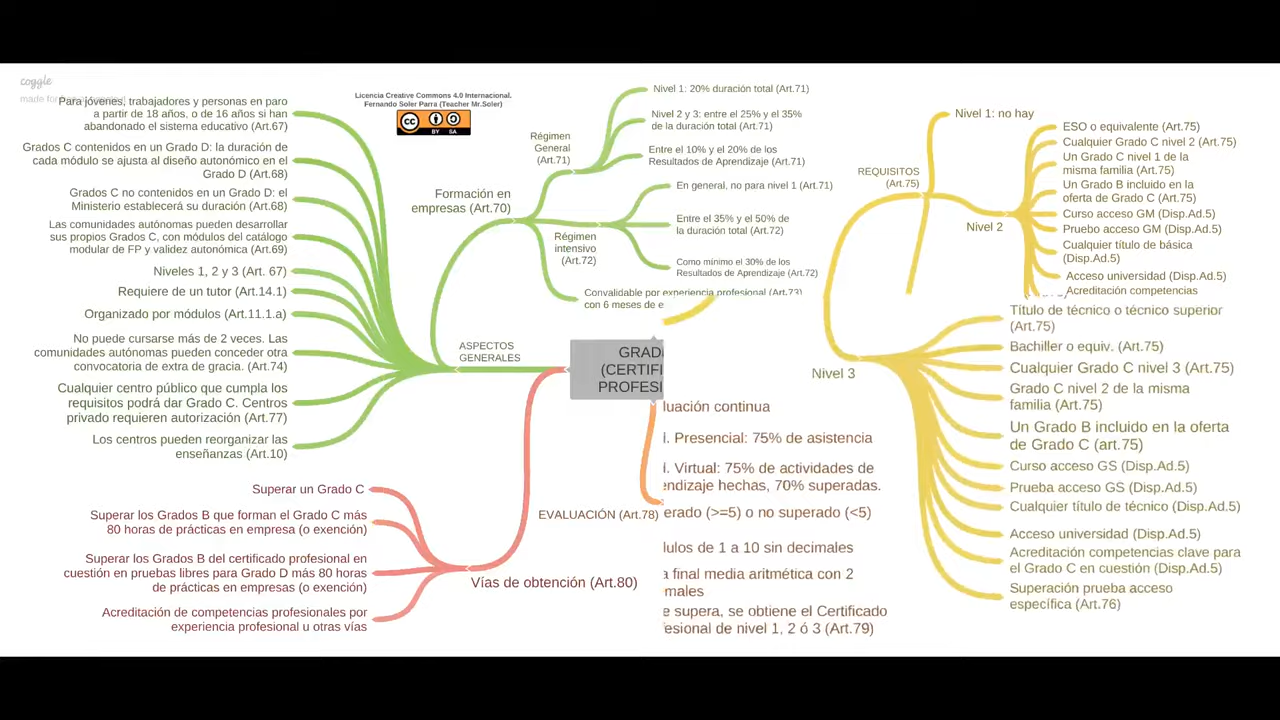 coggle
made for free at
Para jóvenes, trabajadores y personas en paro
a partir de 18 años, o de 16 años si han
abandonado el sistema educativo (Art.67)
Grados C contenidos en un Grado D: la duración de
cada módulo se ajusta al diseño autonómico en el
Grado D (Art.68)
Grados C no contenidos en un Grado D: el
Ministerio establecerá su duración (Art.68)
Las comunidades autónomas pueden desarrollar
sus propios Grados C, con módulos del catálogo
modular de FP y validez autonómica (Art.69)
Niveles 1, 2 y 3 (Art. 67)
Requiere de un tutor (Art.14.1)
Organizado por módulos (Art.11.1.a)
No puede cursarse más de 2 veces. Las
comunidades autónomas pueden conceder otra
convocatoria de extra de gracia. (Art.74)
Cualquier centro público que cumpla los
requisitos podrá dar Grado C. Centros
privado requieren autorización (Art.77)
Los centros pueden reorganizar las
enseñanzas (Art.10)
ASPECTOS
GENERALES
Licencia Creative Commons 4.0 Internacional.
Fernando Soler Parra (Teacher Mr.Soler)
cc
BY SA
Formación en
empresas (Art.70)
Régimen
General
(Art.71)
Nivel 1: 20% duración total (Art.71)
Nivel 2 y 3: entre el 25% y el 35%
de la duración total (Art.71)
Entre el 10% y el 20% de los
Resultados de Aprendizaje (Art.71)
Régimen
intensivo
(Art.72)
En general, no para nivel 1 (Art.71)
Entre el 35% y el 50% de
la duración total (Art.72)
Como mínimo el 30% de los
Resultados de Aprendizaje (Art.72)
Convalidable por experiencia profesional (Art.73)
con 6 meses de e
GRAD
(CERTIFI
PROFESI
Superar un Grado C
Superar los Grados B que forman el Grado C más
80 horas de prácticas en empresa (o exención)
Superar los Grados B del certificado profesional en
cuestión en pruebas libres para Grado D más 80 horas
de prácticas en empresas (o exención)
Acreditación de competencias profesionales por
experiencia profesional u otras vías
Vías de obtención (Art.80)
EVALUACIÓN (Art.78)
luación continua
l. Presencial: 75% de asistencia
l. Virtual: 75% de actividades de
endizaje hechas, 70% superadas.
erado (>=5) o no superado (<5)
lulos de 1 a 10 sin decimales
a final media aritmética con 2
males
e supera, se obtiene el Certificado
esional de nivel 1, 2 ó 3 (Art.79)
REQUISITOS
(Art.75)
Nivel 1: no hay
Nivel 2
ESO o equivalente (Art.75)
Cualquier Grado C nivel 2 (Art.75)
Un Grado C nivel 1 de la
misma familia (Art.75)
Un Grado B incluido en la
oferta de Grado C (Art.75)
Curso acceso GM (Disp.Ad.5)
Pruebo acceso GM (Disp.Ad.5)
Cualquier título de básica
(Disp.Ad.5)
Acceso universidad (Disp.Ad.5)
Acreditación competencias
Nivel 3
Título de técnico o técnico superior
(Art.75)
Bachiller o equiv. (Art.75)
Cualquier Grado C nivel 3 (Art.75)
Grado C nivel 2 de la misma
familia (Art.75)
Un Grado B incluido en la oferta
de Grado C (art.75)
Curso acceso GS (Disp.Ad.5)
Prueba acceso GS (Disp.Ad.5)
Cualquier título de técnico (Disp.Ad.5)
Acceso universidad (Disp.Ad.5)
Acreditación competencias clave para
el Grado C en cuestión (Disp.Ad.5)
Superación prueba acceso
específica (Art.76)